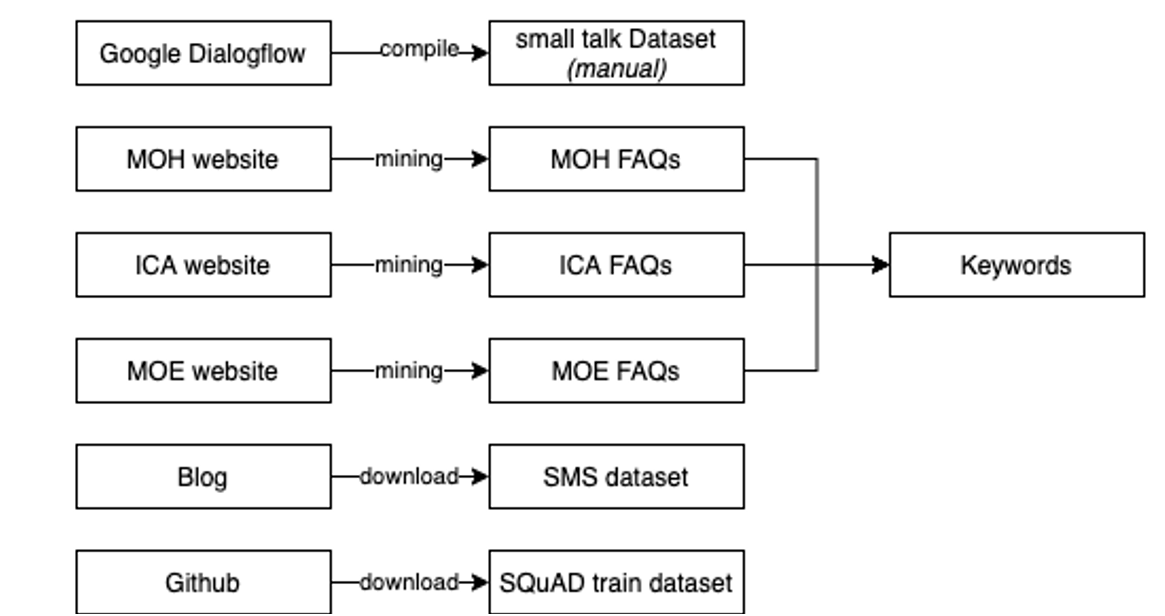 Google Dialogflow
compile
small talk Dataset
(manual)
MOH website
mining
MOH FAQs
ICA website
mining
ICA FAQs
Keywords
MOE website
mining
MOE FAQs
Blog
download
SMS dataset
Github
download
SQuAD train dataset